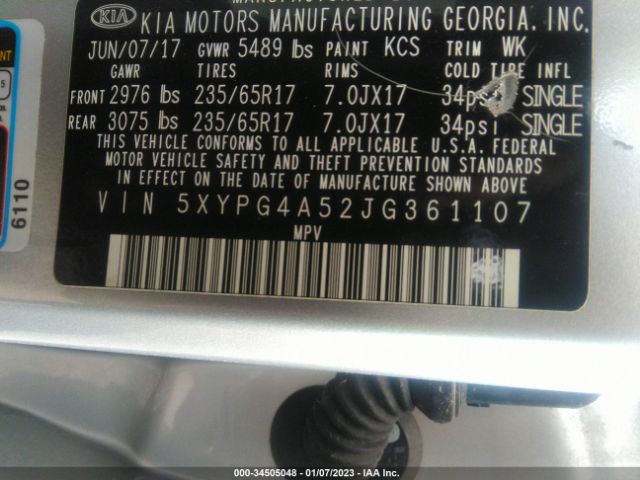 KIA KIA MOTORS MANUFACTURING GEORGIA. INC.
JUN/07/17 GVWR 5489 lbs PAINT KCS TRIM WK
GAWR TIRES RIMS COLD TIRE INFL
FRONT 2976 lbs 235/65R17 7.0JX17 34psi SINGLE
REAR 3075 lbs 235/65R17 7.0JX17 34psi SINGLE
THIS VEHICLE CONFORMS TO ALL APPLICABLE U.S.A. FEDERAL
MOTOR VEHICLE SAFETY AND THEFT PREVENTION STANDARDS
IN EFFECT ON THE DATE OF MANUFACTURE SHOWN ABOVE
VIN 5XYPG4A52JG361107
MPV
6110
000-34505048 - 01/07/2023 - IAA Inc.